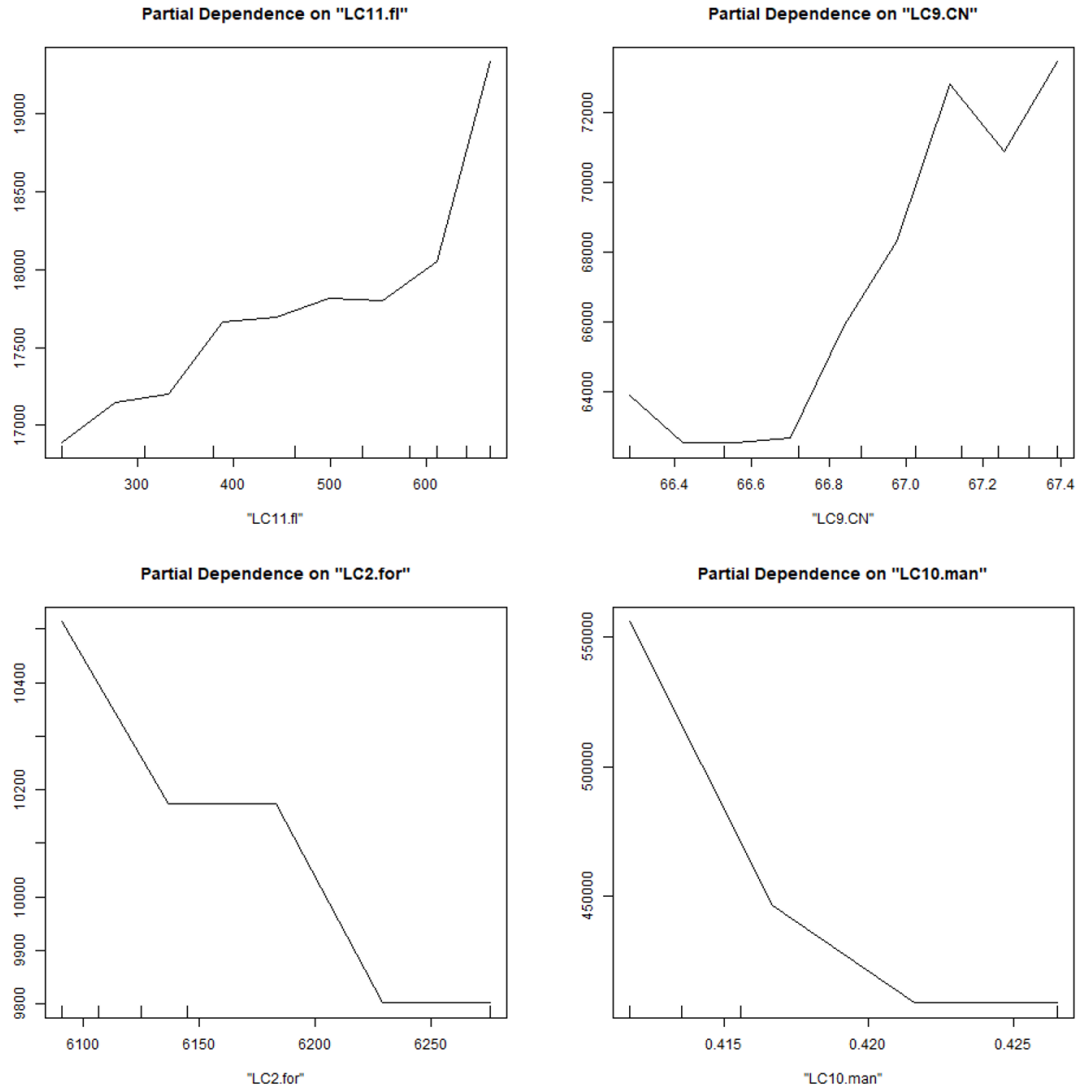 Partial Dependence on "LC11.fl"
19000
18500
18000
17500
17000
300 400 500 600
"LC11.fl"
Partial Dependence on "LC9.CN"
72000
70000
68000
66000
64000
66.4 66.6 66.8 67.0 67.2 67.4
"LC9.CN"
Partial Dependence on "LC2.for"
10400
10200
10000
9900
9800
6100 6150 6200 6250
"LC2.for"
Partial Dependence on "LC10.man"
550000
500000
450000
0.415 0.420 0.425
"LC10.man"